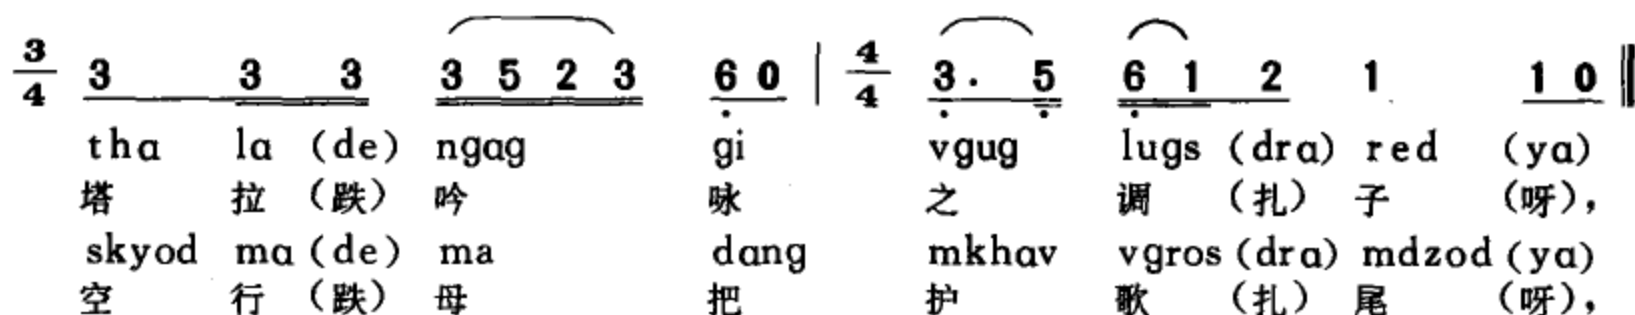 3/4 3 3 3 3 5 2 3 6 0 | 4/4 3 · 5 6 1 2 1 1 0
tha la (de) ngag gi vgug lugs (dra) red (ya)
塔 拉 (跌) 吟 咏 之 调 (扎) 子 (呀),
skyod ma (de) ma dang mkhav vgros (dra) mdzod (ya)
空 行 (跌) 母 把 护 歌 (扎) 尾 (呀),